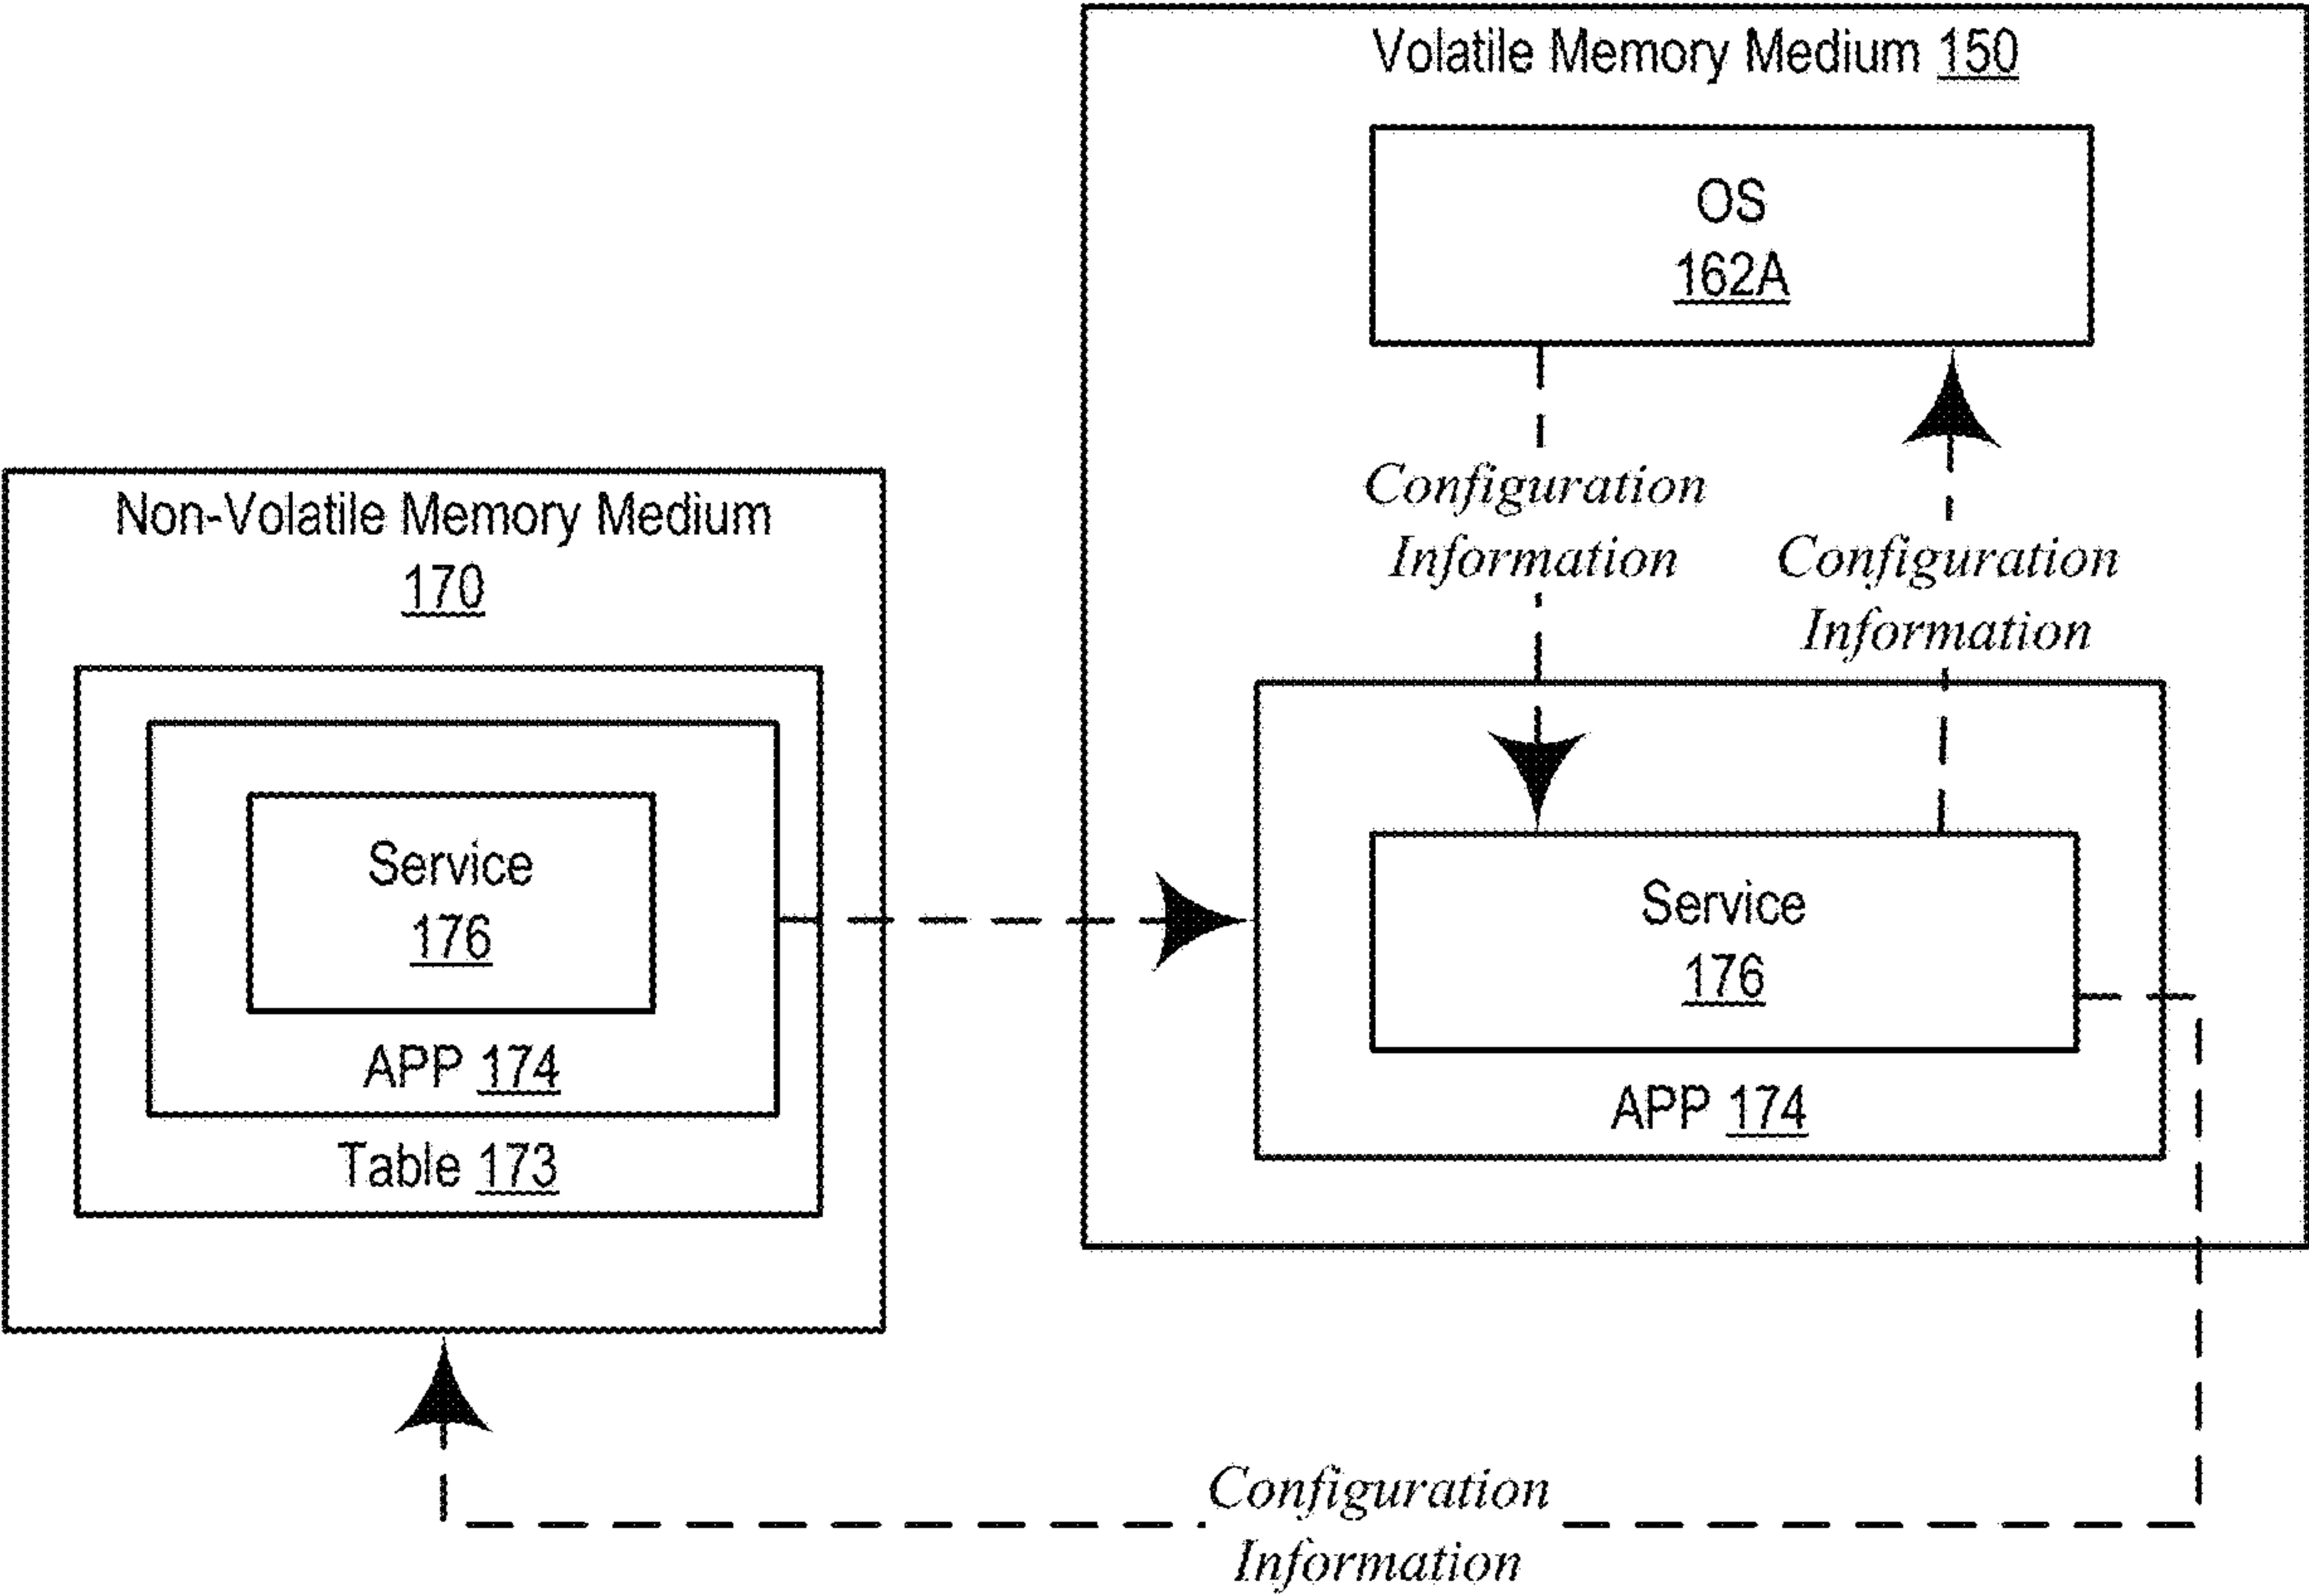 Volatile Memory Medium 150
OS
162A
Configuration
Information
Configuration
Information
Non-Volatile Memory Medium
170
Service
176
APP 174
Table 173
Service
176
APP 174
Configuration
Information